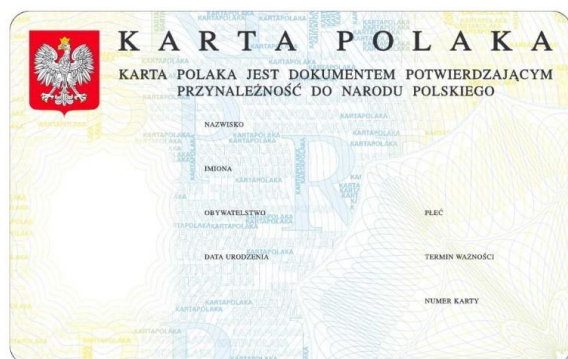 KARTA POLAKA
KARTA POLAKA JEST DOKUMENTEM POTWIERDZAJĄCYM
PRZYNALEŻNOŚĆ DO NARODU POLSKIEGO
NAZWISKO
IMIONA
OBYWATELSTWO
PŁEĆ
DATA URODZENIA
TERMIN WAŻNOŚCI
NUMER KARTY